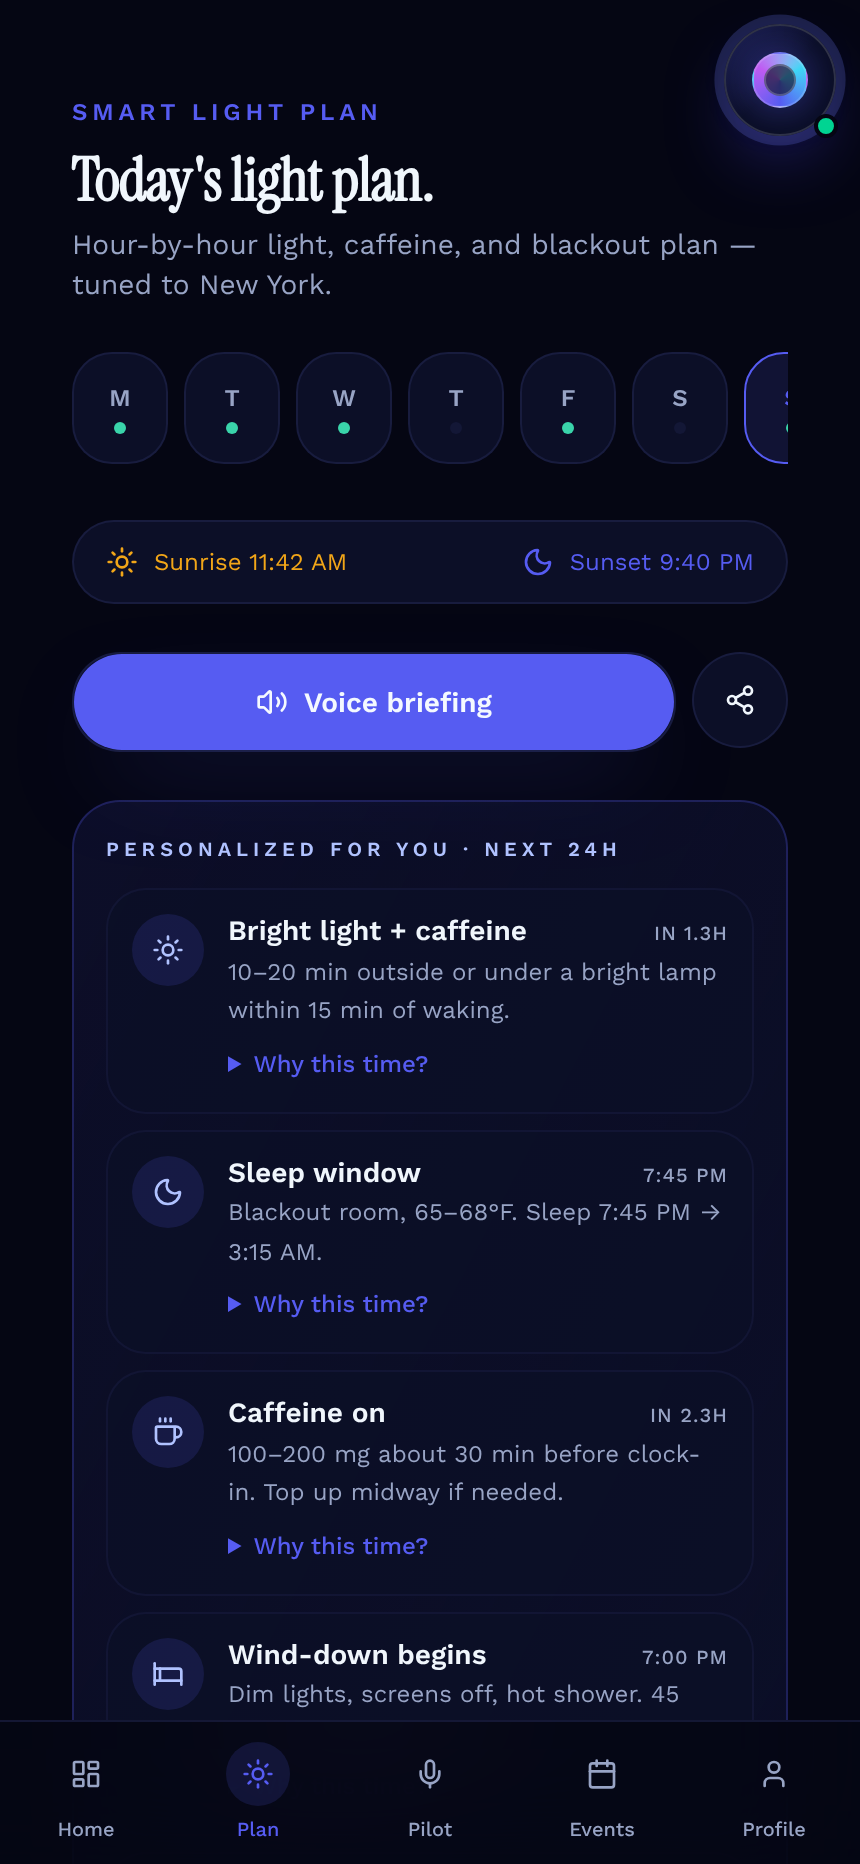 SMART LIGHT PLAN
Today's light plan.
Hour-by-hour light, caffeine, and blackout plan —
tuned to New York.
M T W T F S
Sunrise 11:42 AM Sunset 9:40 PM
Voice briefing
PERSONALIZED FOR YOU · NEXT 24H
Bright light + caffeine IN 1.3H
10–20 min outside or under a bright lamp
within 15 min of waking.
▶ Why this time?
Sleep window 7:45 PM
Blackout room, 65–68°F. Sleep 7:45 PM →
3:15 AM.
▶ Why this time?
Caffeine on IN 2.3H
100–200 mg about 30 min before clock-
in. Top up midway if needed.
▶ Why this time?
Wind-down begins 7:00 PM
Dim lights, screens off, hot shower. 45
Home Plan Pilot Events Profile